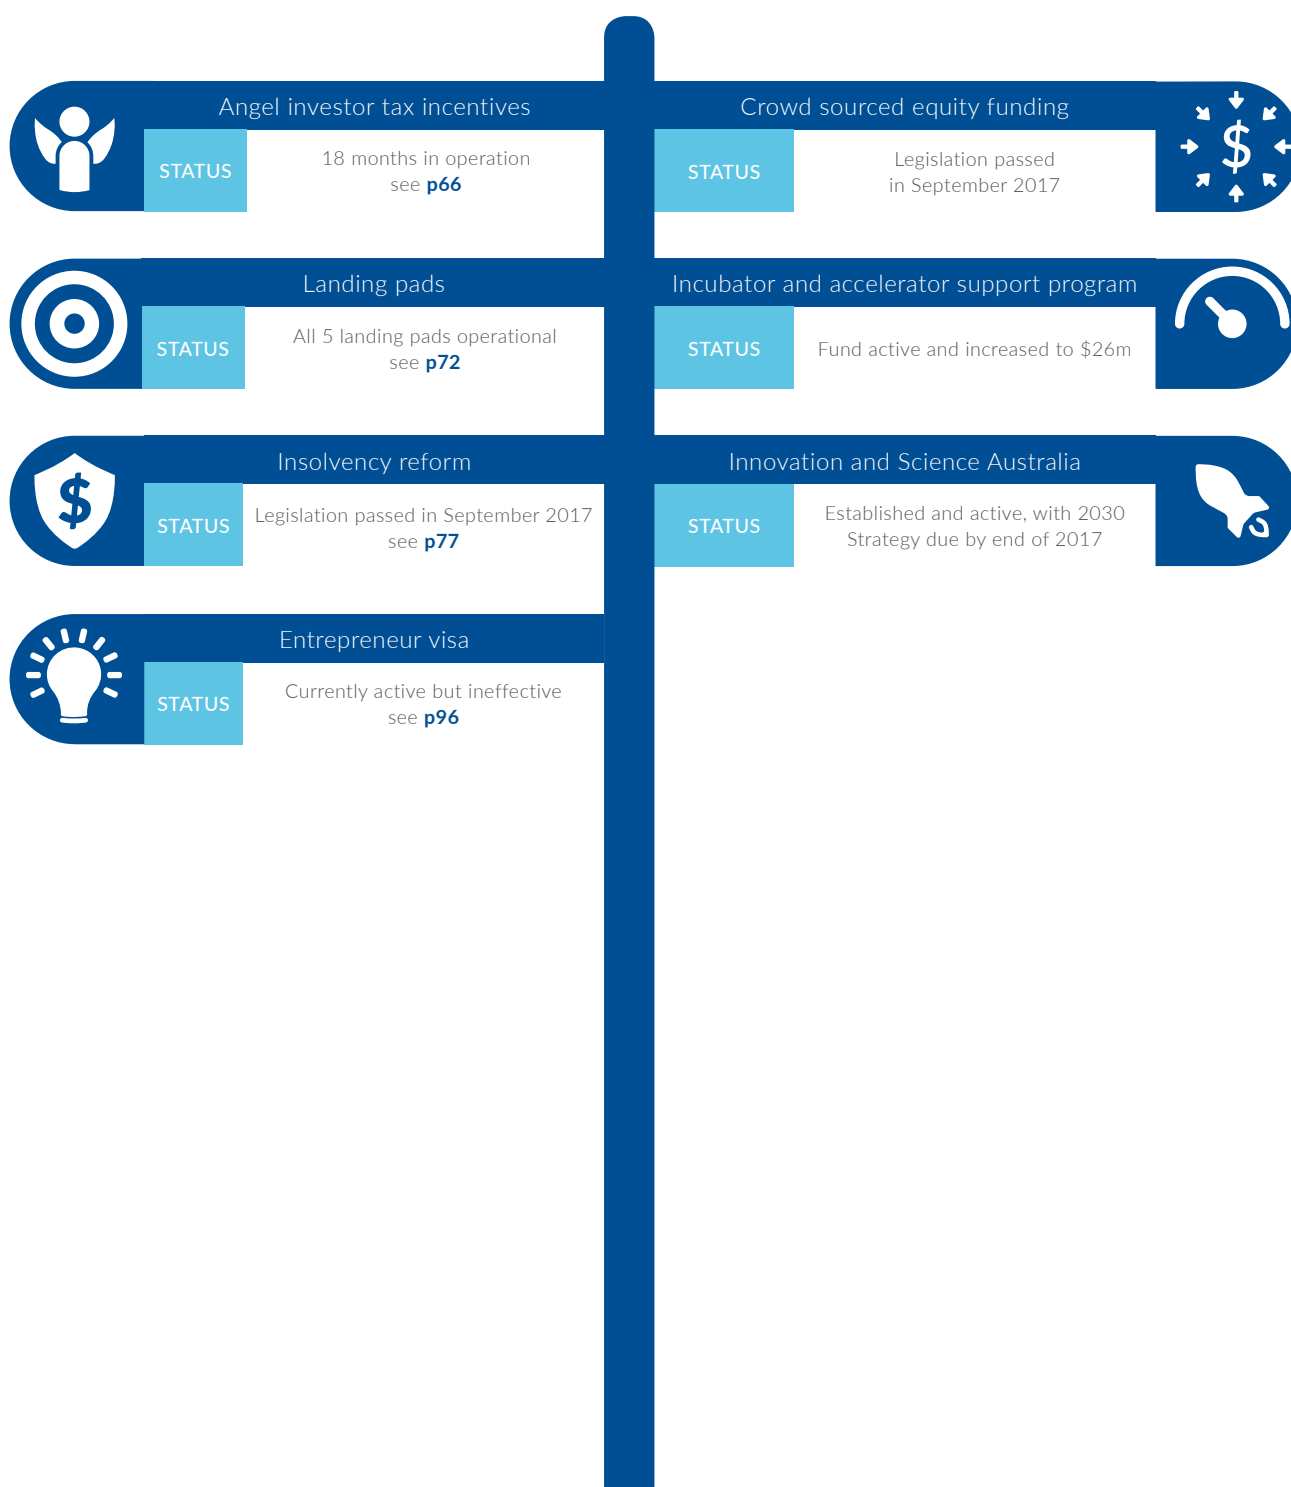 Angel investor tax incentives
STATUS
18 months in operation
see p66
Crowd sourced equity funding
STATUS
Legislation passed
in September 2017
Landing pads
STATUS
All 5 landing pads operational
see p72
Incubator and accelerator support program
STATUS
Fund active and increased to $26m
Insolvency reform
STATUS
Legislation passed in September 2017
see p77
Innovation and Science Australia
STATUS
Established and active, with 2030
Strategy due by end of 2017
Entrepreneur visa
STATUS
Currently active but ineffective
see p96